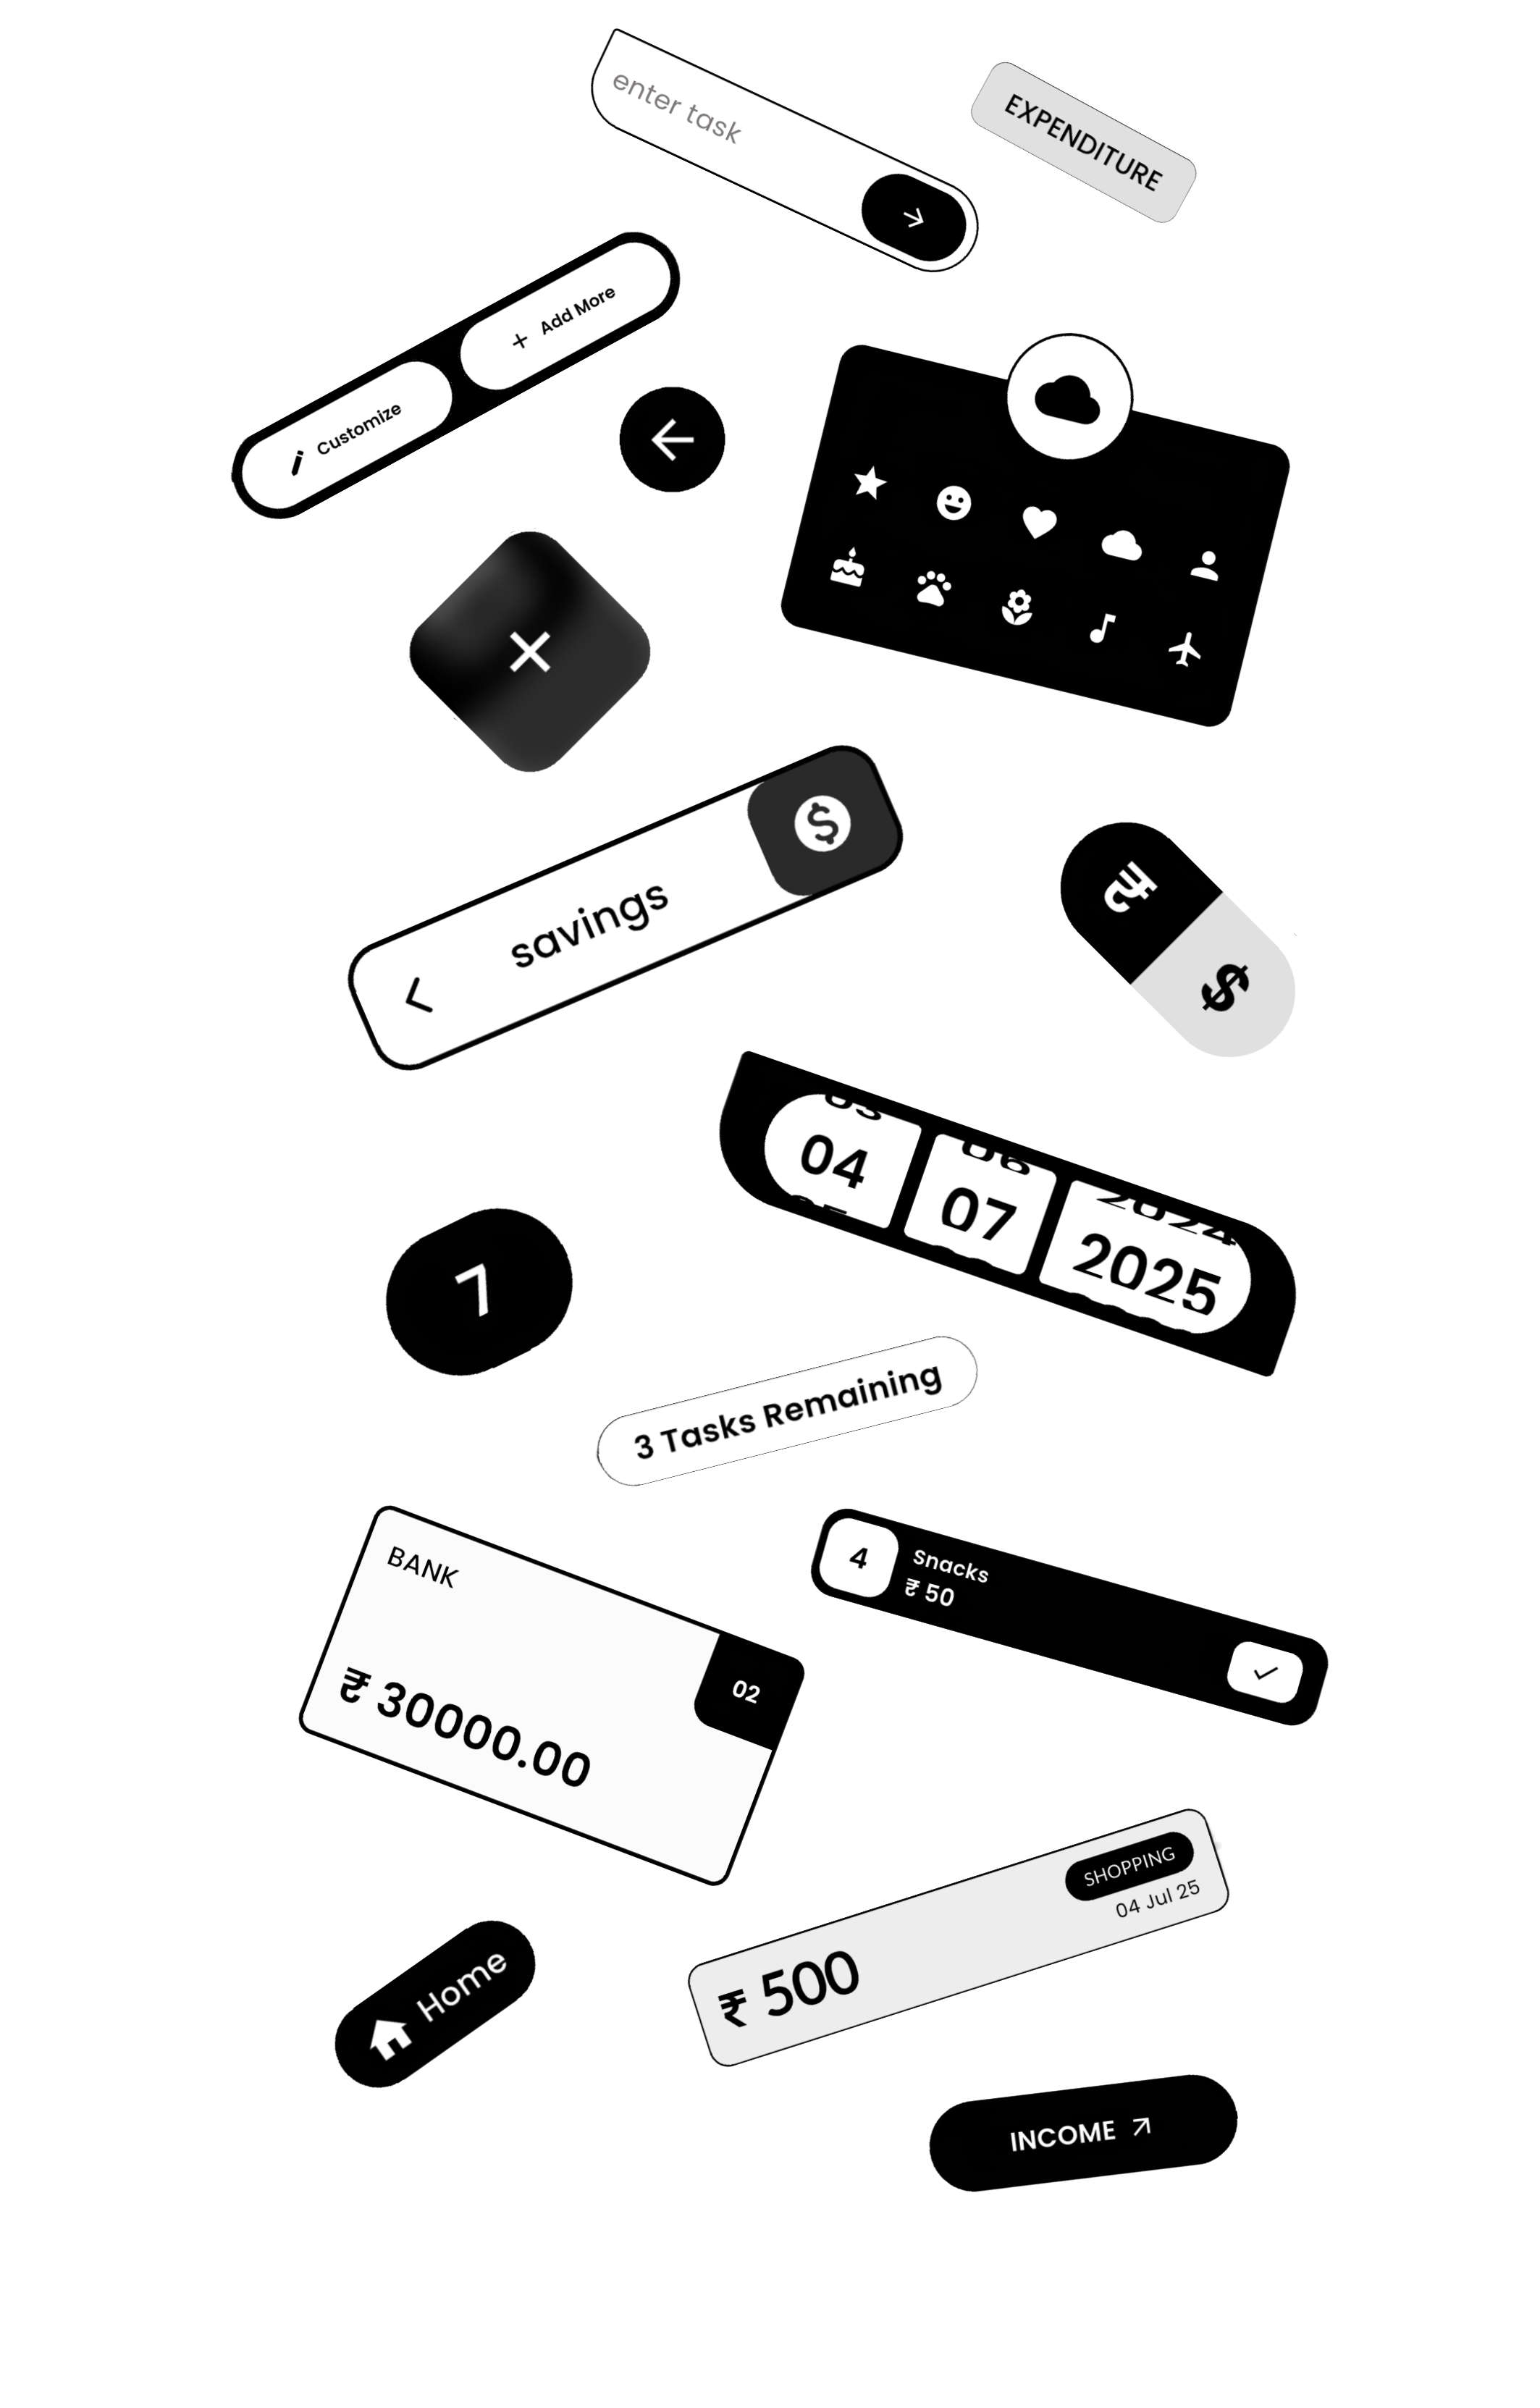 enter task
EXPENDITURE
+ Add More
Customize
savings
$
₹
$
04 07 2025
2024
7
3 Tasks Remaining
BANK
02
₹ 30000.00
4
Snacks
₹ 50
SHOPPING
04 Jul 25
₹ 500
Home
INCOME